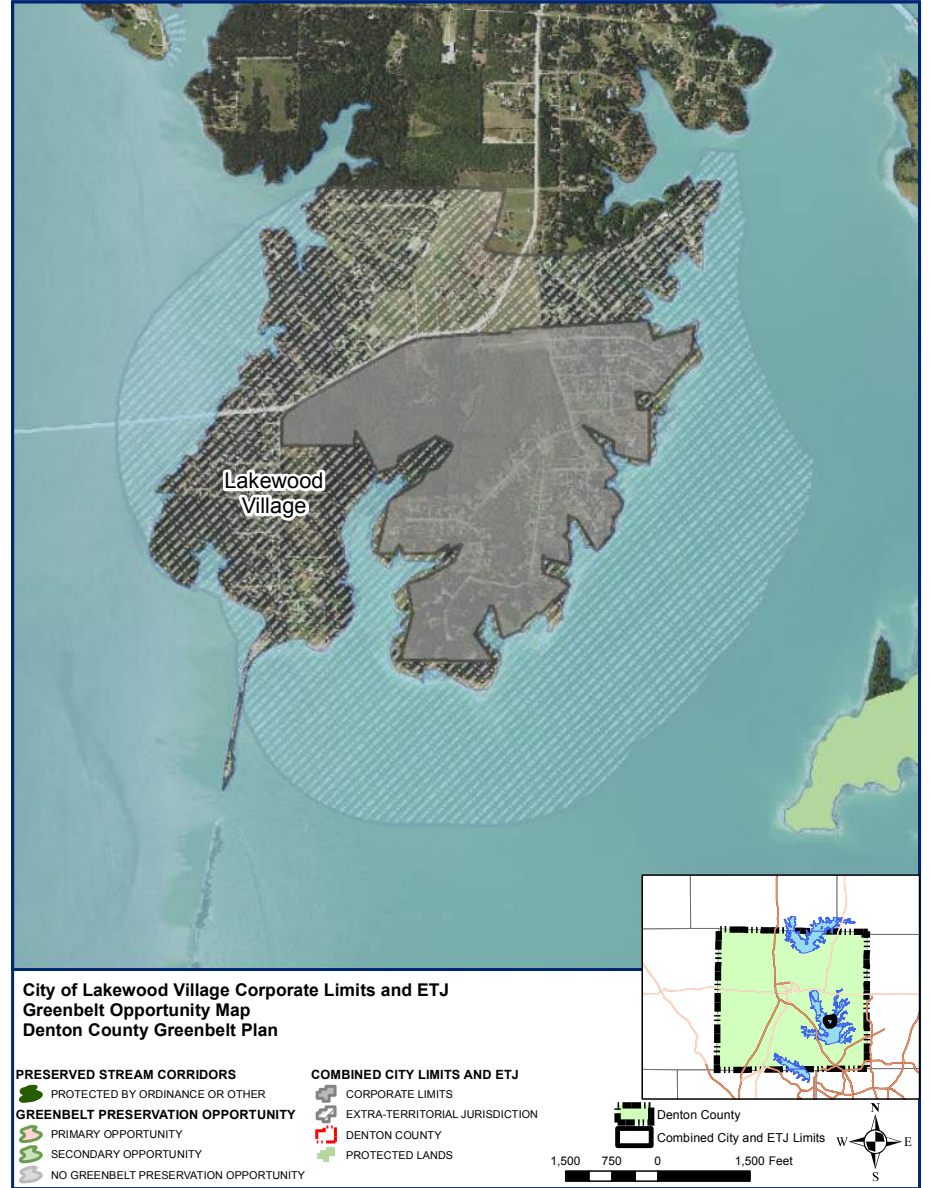 Lakewood
Village
City of Lakewood Village Corporate Limits and ETJ
Greenbelt Opportunity Map
Denton County Greenbelt Plan
PRESERVED STREAM CORRIDORS
PROTECTED BY ORDINANCE OR OTHER
GREENBELT PRESERVATION OPPORTUNITY
PRIMARY OPPORTUNITY
SECONDARY OPPORTUNITY
NO GREENBELT PRESERVATION OPPORTUNITY
COMBINED CITY LIMITS AND ETJ
CORPORATE LIMITS
EXTRA-TERRITORIAL JURISDICTION
DENTON COUNTY
PROTECTED LANDS
Denton County
Combined City and ETJ Limits
1,500 750 0 1,500 Feet
N
W E
S